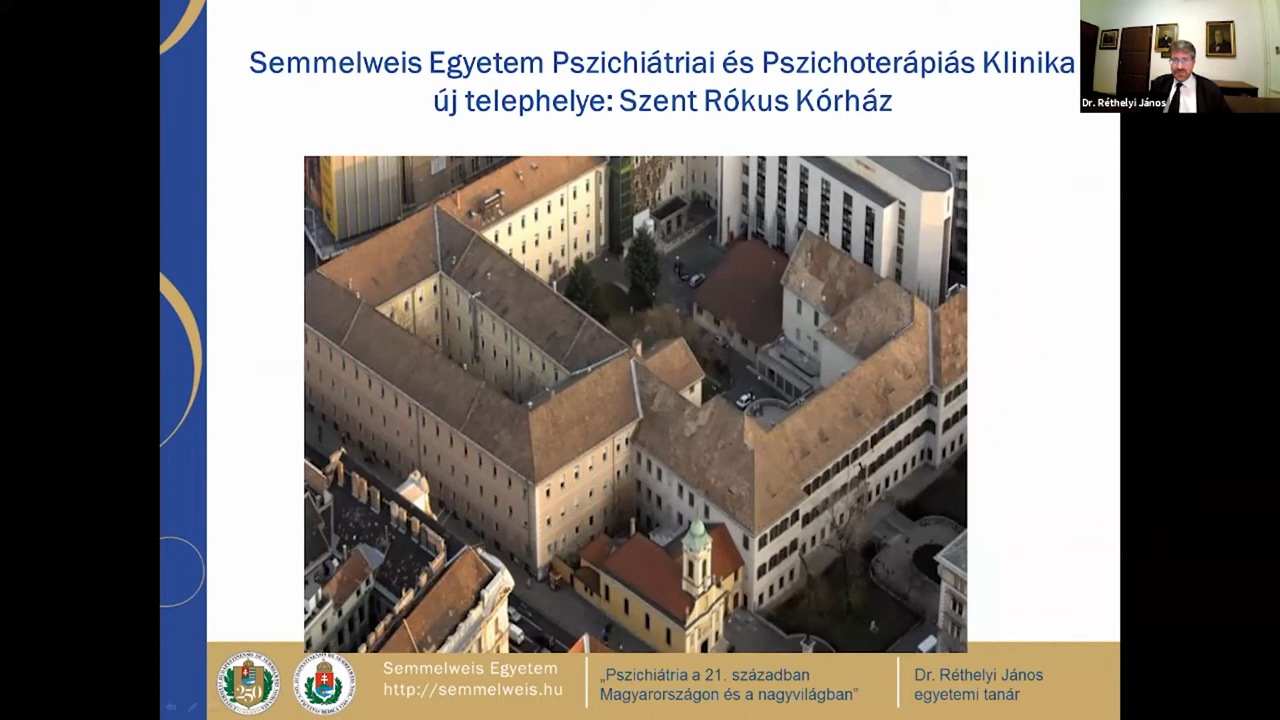 Semmelweis Egyetem Pszichiátriai és Pszichoterápiás Klinika
új telephelye: Szent Rókus Kórház
Dr. Réthelyi János
250
Semmelweis Egyetem
http://semmelweis.hu
„Pszichiátria a 21. században
Magyarországon és a nagyvilágban”
Dr. Réthelyi János
egyetemi tanár